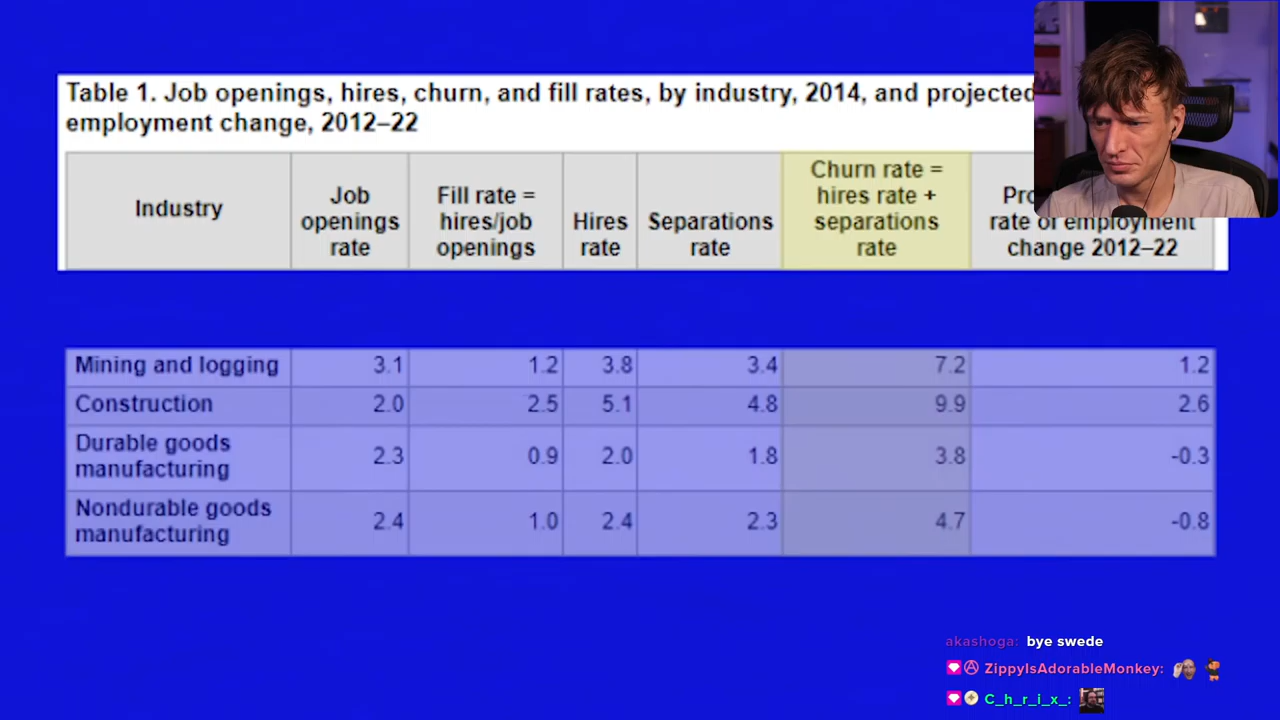 Table 1. Job openings, hires, churn, and fill rates, by industry, 2014, and projected
employment change, 2012–22
Industry
Job
openings
rate
Fill rate =
hires/job
openings
Hires
rate
Separations
rate
Churn rate =
hires rate +
separations
rate
rate of employment
change 2012–22
Mining and logging 3.1 1.2 3.8 3.4 7.2 1.2
Construction 2.0 2.5 5.1 4.8 9.9 2.6
Durable goods
manufacturing 2.3 0.9 2.0 1.8 3.8 -0.3
Nondurable goods
manufacturing 2.4 1.0 2.4 2.3 4.7 -0.8
akashoga: bye swede
ZippyIsAdorableMonkey:
C_h_r_i_x_: